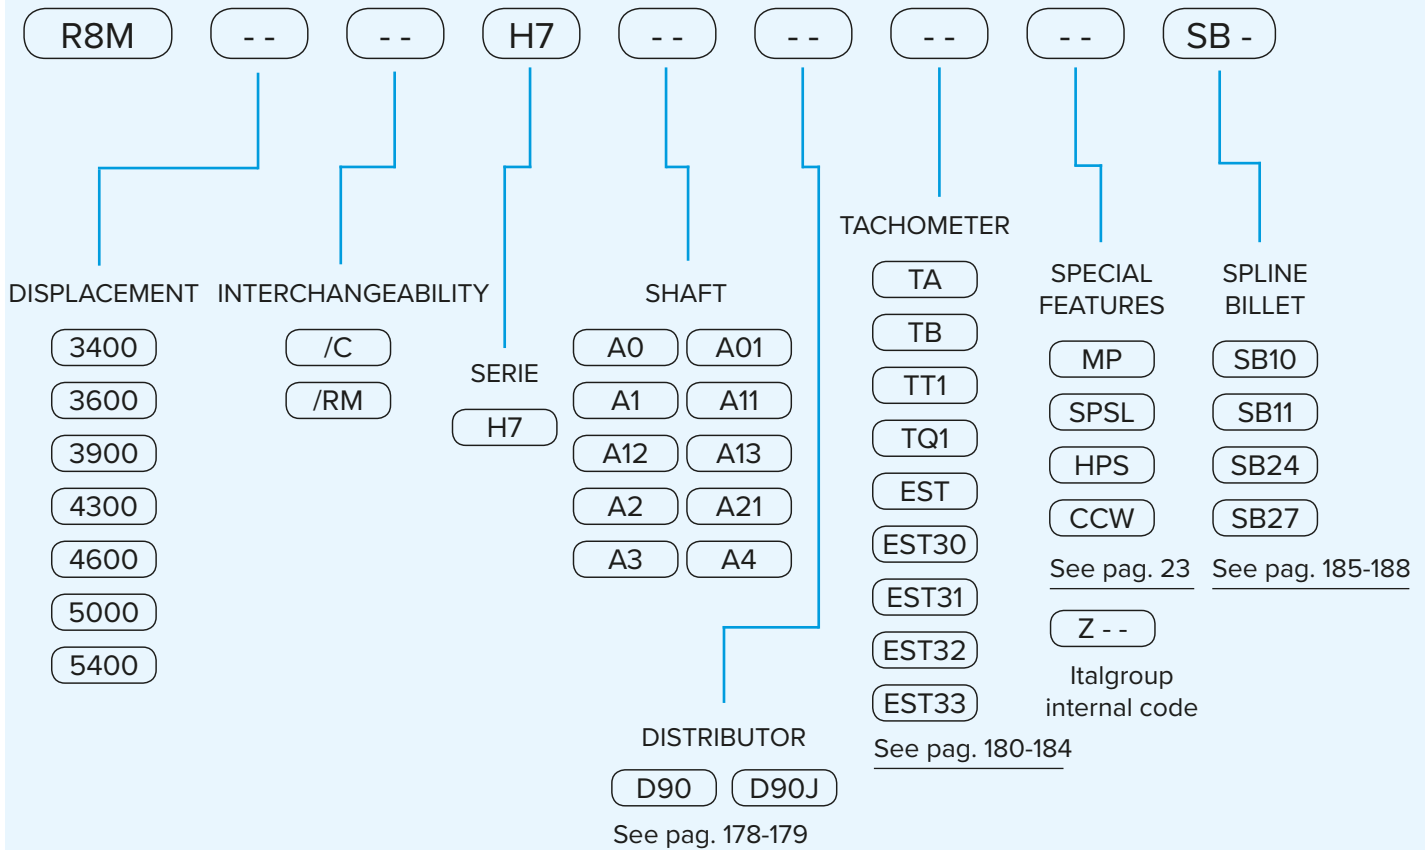 R8M
- -
- -
H7
- -
- -
- -
- -
SB -
DISPLACEMENT
3400
3600
3900
4300
4600
5000
5400
INTERCHANGEABILITY
/C
/RM
SERIE
H7
SHAFT
A0 A01
A1 A11
A12 A13
A2 A21
A3 A4
DISTRIBUTOR
D90 D90J
See pag. 178-179
TACHOMETER
TA
TB
TT1
TQ1
EST
EST30
EST31
EST32
EST33
See pag. 180-184
SPECIAL
FEATURES
MP
SPSL
HPS
CCW
See pag. 23
Z - -
Italgroup
internal code
SPLINE
BILLET
SB10
SB11
SB24
SB27
See pag. 185-188